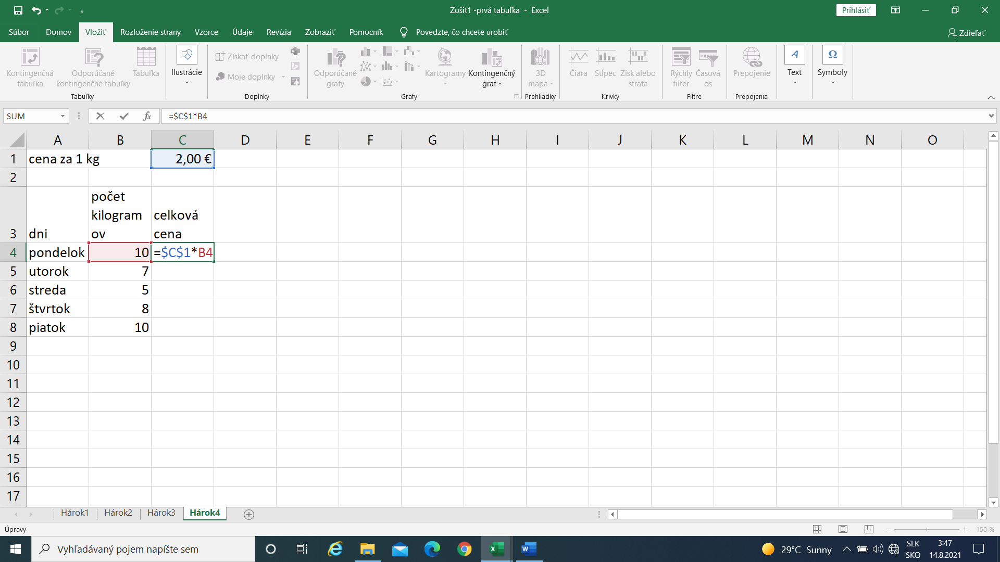 Zošit1 -prvá tabuľka - Excel
Prihlásiť
Súbor Domov Vložiť Rozloženie strany Vzorce Údaje Revízia Zobraziť Pomocník Povedzte, čo chcete urobiť Zdieľať
Kontingenčná tabuľka
Odporúčané kontingenčné tabuľky
Tabuľka
Tabuľky
Ilustrácie
Získať doplnky
Moje doplnky
Doplnky
Odporúčané grafy
Kartogramy
Kontingenčný graf
Grafy
3D mapa
Prehliadky
Čiara
Stĺpec
Zisk alebo strata
Krivky
Rýchly filter
Časová os
Filtre
Prepojenie
Prepojenia
A
Text
Ω
Symboly
SUM
fx
=$C$1*B4
A B C D E F G H I J K L M N O
1 cena za 1 kg 2,00 €
2
3 dni počet kilogram ov celková cena
4 pondelok 10 =$C$1*B4
5 utorok 7
6 streda 5
7 štvrtok 8
8 piatok 10
9
10
11
12
13
14
15
16
17
Hárok1 Hárok2 Hárok3 Hárok4
Úpravy
150 %
Vyhľadávaný pojem napíšte sem
29°C Sunny
SLK
SKQ
3:47
14.8.2021